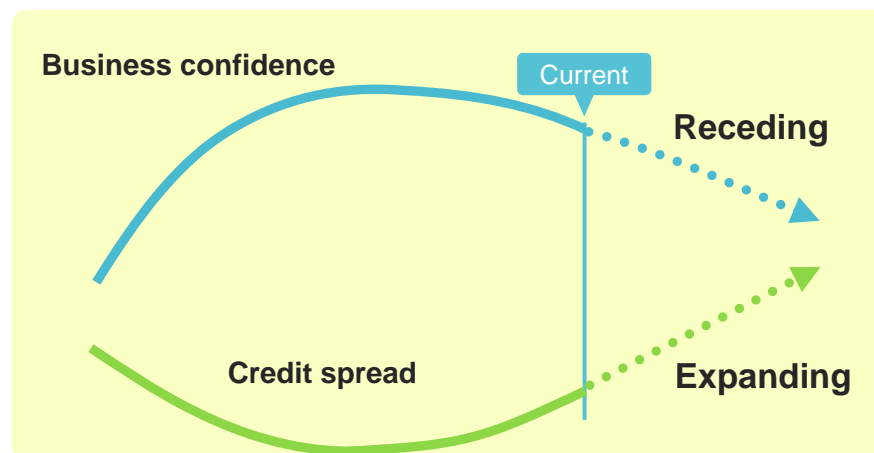 Business confidence
Current
Receding
Credit spread
Expanding